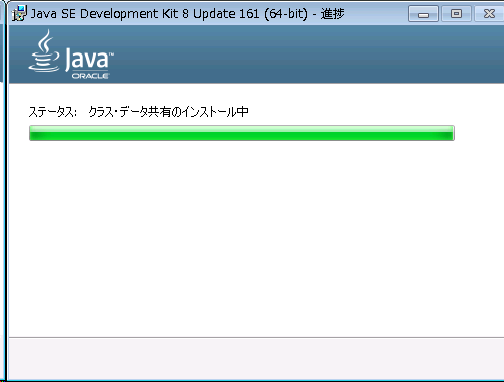 Java SE Development Kit 8 Update 161 (64-bit) - 進捗
Java™
ORACLE
ステータス: クラス・データ共有のインストール中